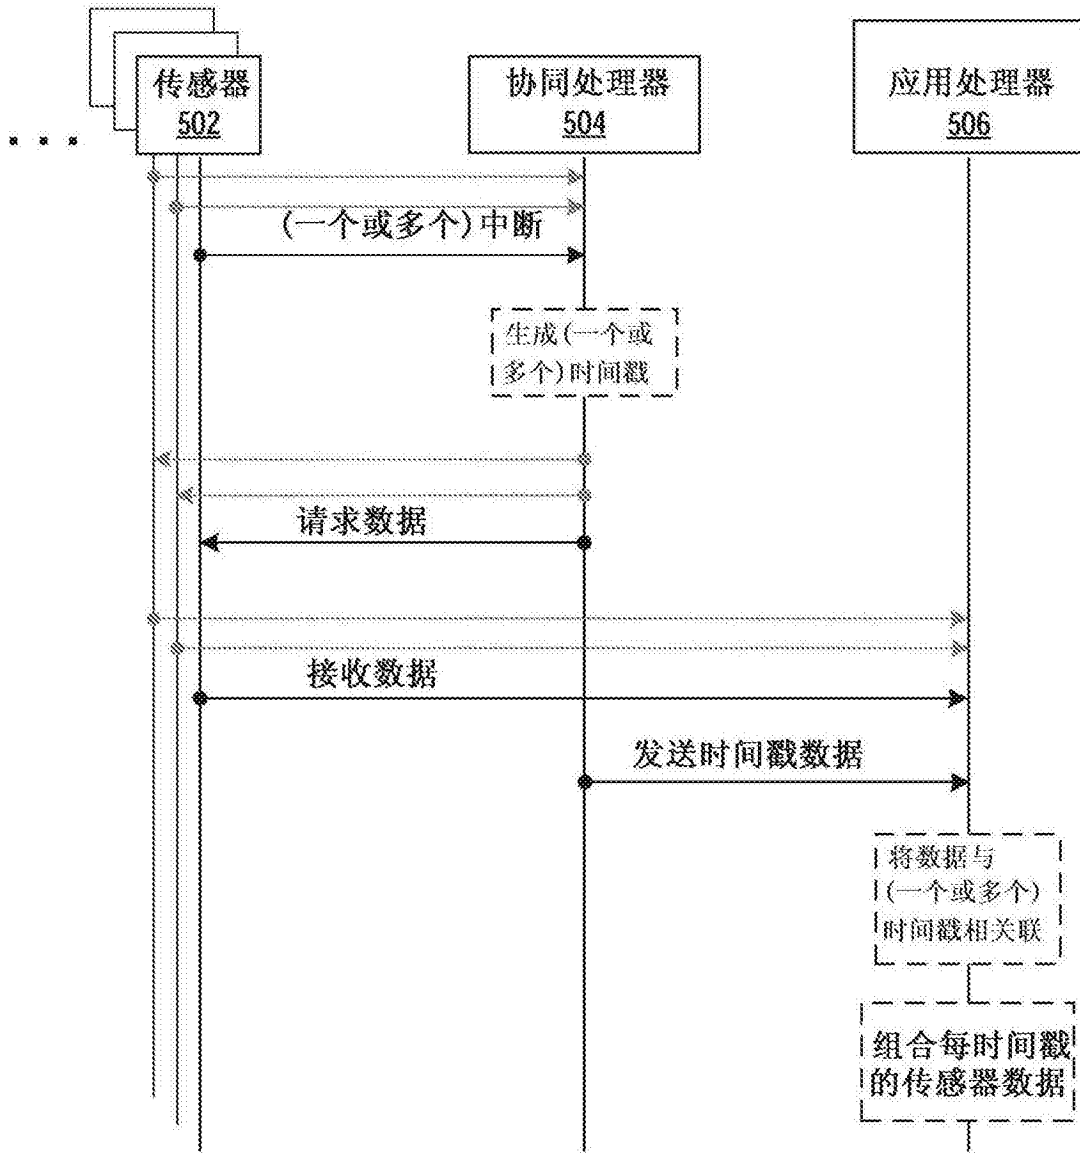 传感器
502
协同处理器
504
应用处理器
506
. . .
(一个或多个)中断
生成(一个或
多个)时间戳
请求数据
接收数据
发送时间戳数据
将数据与
(一个或多个)
时间戳相关联
组合每时间戳
的传感器数据